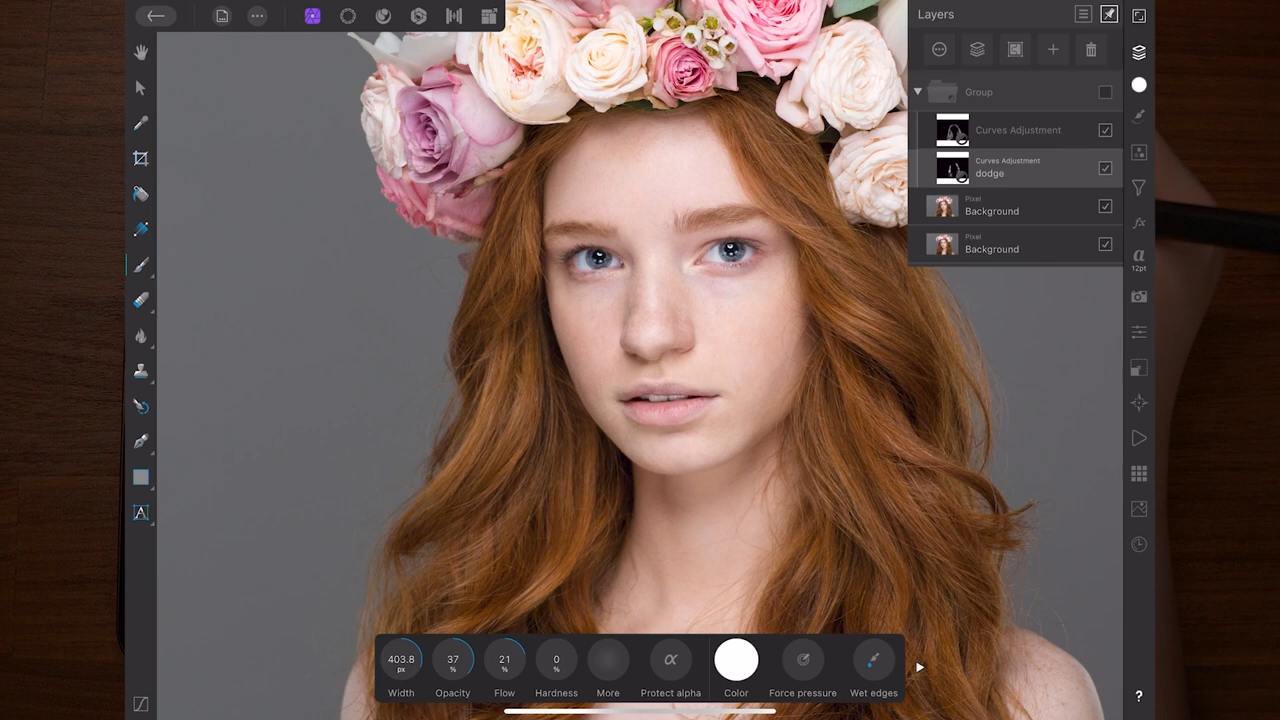 Layers
Group
Curves Adjustment
Curves Adjustment
dodge
Pixel
Background
Pixel
Background
a
12pt
A
403.8
px
37
%
21
%
0
%
α
Width
Opacity
Flow
Hardness
More
Protect alpha
Color
Force pressure
Wet edges
?